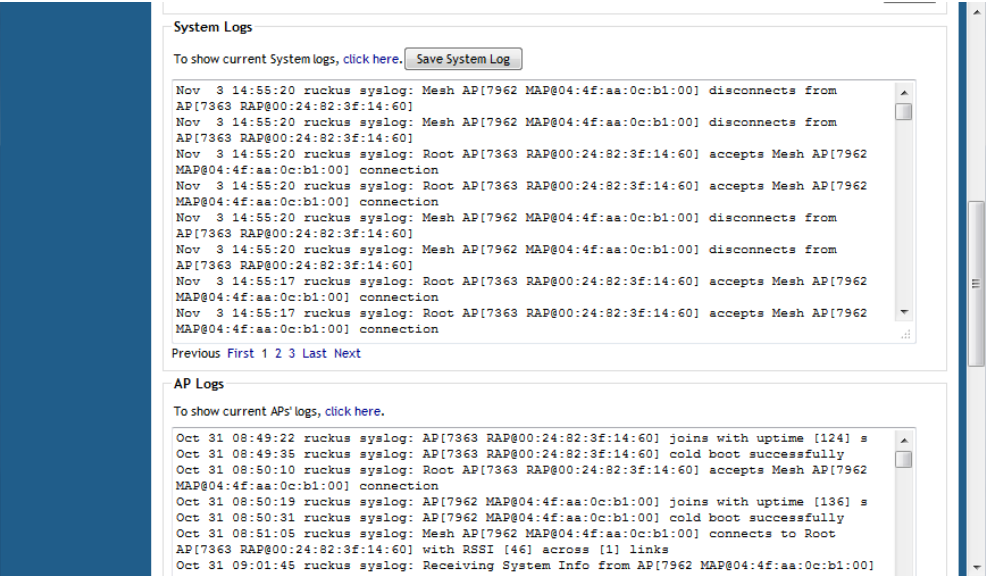 System Logs
To show current System logs, click here. Save System Log
Nov  3 14:55:20 ruckus syslog: Mesh AP[7962 MAP@04:4f:aa:0c:b1:00] disconnects from
AP[7363 RAP@00:24:82:3f:14:60]
Nov  3 14:55:20 ruckus syslog: Mesh AP[7962 MAP@04:4f:aa:0c:b1:00] disconnects from
AP[7363 RAP@00:24:82:3f:14:60]
Nov  3 14:55:20 ruckus syslog: Root AP[7363 RAP@00:24:82:3f:14:60] accepts Mesh AP[7962
MAP@04:4f:aa:0c:b1:00] connection
Nov  3 14:55:20 ruckus syslog: Root AP[7363 RAP@00:24:82:3f:14:60] accepts Mesh AP[7962
MAP@04:4f:aa:0c:b1:00] connection
Nov  3 14:55:20 ruckus syslog: Mesh AP[7962 MAP@04:4f:aa:0c:b1:00] disconnects from
AP[7363 RAP@00:24:82:3f:14:60]
Nov  3 14:55:20 ruckus syslog: Mesh AP[7962 MAP@04:4f:aa:0c:b1:00] disconnects from
AP[7363 RAP@00:24:82:3f:14:60]
Nov  3 14:55:17 ruckus syslog: Root AP[7363 RAP@00:24:82:3f:14:60] accepts Mesh AP[7962
MAP@04:4f:aa:0c:b1:00] connection
Nov  3 14:55:17 ruckus syslog: Root AP[7363 RAP@00:24:82:3f:14:60] accepts Mesh AP[7962
MAP@04:4f:aa:0c:b1:00] connection
Previous First 1 2 3 Last Next
AP Logs
To show current APs' logs, click here.
Oct 31 08:49:22 ruckus syslog: AP[7363 RAP@00:24:82:3f:14:60] joins with uptime [124] s
Oct 31 08:49:35 ruckus syslog: AP[7363 RAP@00:24:82:3f:14:60] cold boot successfully
Oct 31 08:50:10 ruckus syslog: Root AP[7363 RAP@00:24:82:3f:14:60] accepts Mesh AP[7962
MAP@04:4f:aa:0c:b1:00] connection
Oct 31 08:50:19 ruckus syslog: AP[7962 MAP@04:4f:aa:0c:b1:00] joins with uptime [136] s
Oct 31 08:50:31 ruckus syslog: AP[7962 MAP@04:4f:aa:0c:b1:00] cold boot successfully
Oct 31 08:51:05 ruckus syslog: Mesh AP[7962 MAP@04:4f:aa:0c:b1:00] connects to Root
AP[7363 RAP@00:24:82:3f:14:60] with RSSI [46] across [1] links
Oct 31 09:01:45 ruckus syslog: Receiving System Info from AP[7962 MAP@04:4f:aa:0c:b1:00]